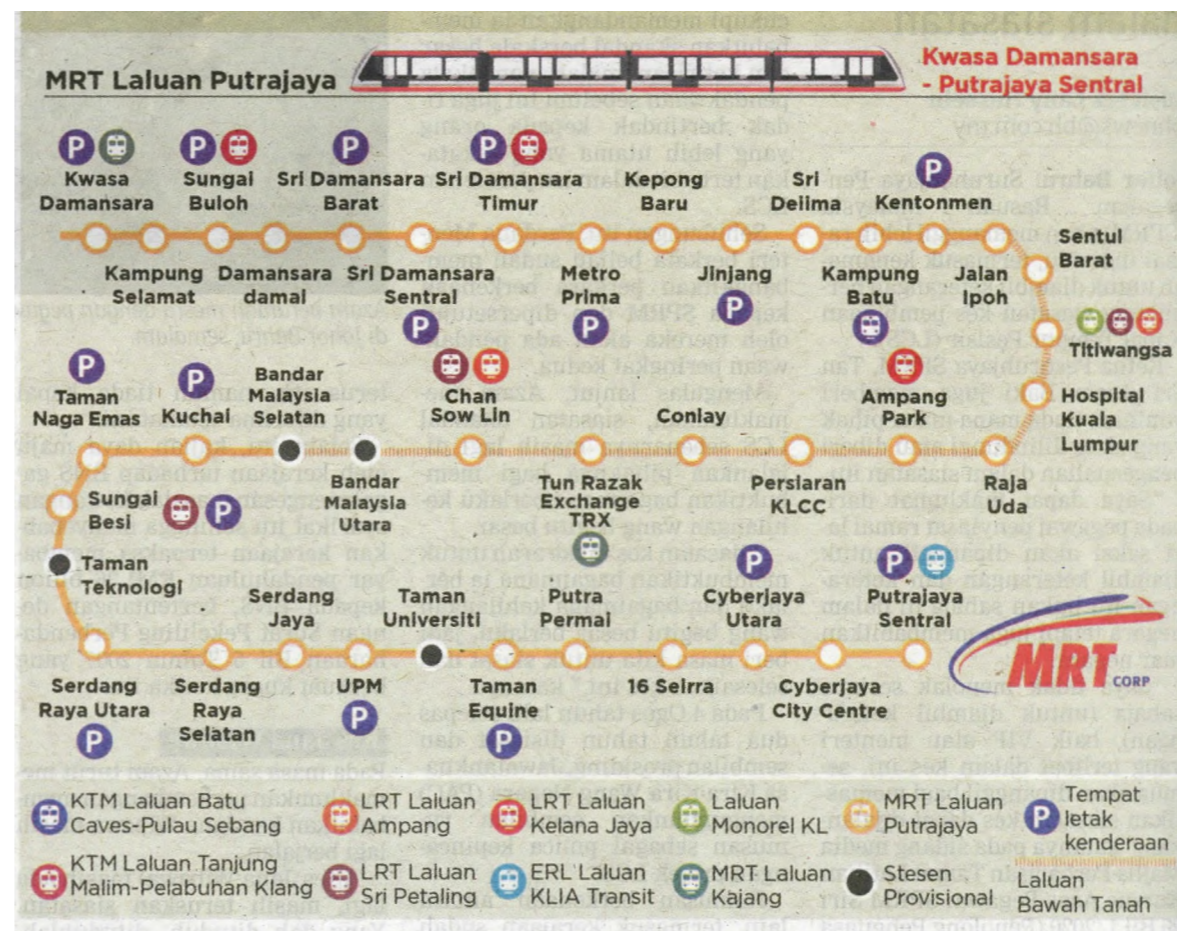 MRT Laluan Putrajaya
Kwasa Damansara
- Putrajaya Sentral
P
P
P
P
P
Kwasa
Damansara
Sungai
Buloh
Sri Damansara
Barat
Sri Damansara
Timur
Kepong
Baru
Sri
Delima
Kentonmen
Kampung
Selamat
Damansara
damai
Sri Damansara
Sentral
Metro
Prima
Jinjang
Kampung
Batu
Jalan
Ipoh
Sentul
Barat
P
P
P
Titiwangsa
P
P
Taman
Naga Emas
Kuchai
Bandar
Malaysia
Selatan
Chan
Sow Lin
Conlay
Ampang
Park
Hospital
Kuala
Lumpur
Sungai
Besi
P
Bandar
Malaysia
Utara
Tun Razak
Exchange
TRX
Persiaran
KLCC
Raja
Uda
Taman
Teknologi
P
P
Serdang
Jaya
Taman
Universiti
Putra
Permai
Cyberjaya
Utara
Putrajaya
Sentral
MRT CORP
Serdang
Raya Utara
Serdang
Raya
Selatan
UPM
Taman
Equine
16 Seirra
Cyberjaya
City Centre
P
P
P
KTM Laluan Batu
Caves-Pulau Sebang
LRT Laluan
Ampang
LRT Laluan
Kelana Jaya
Laluan
Monorel KL
MRT Laluan
Putrajaya
P
Tempat
letak
kenderaan
KTM Laluan Tanjung
Malim-Pelabuhan Klang
LRT Laluan
Sri Petaling
ERL Laluan
KLIA Transit
MRT Laluan
Kajang
Stesen
Provisional
Laluan
Bawah Tanah